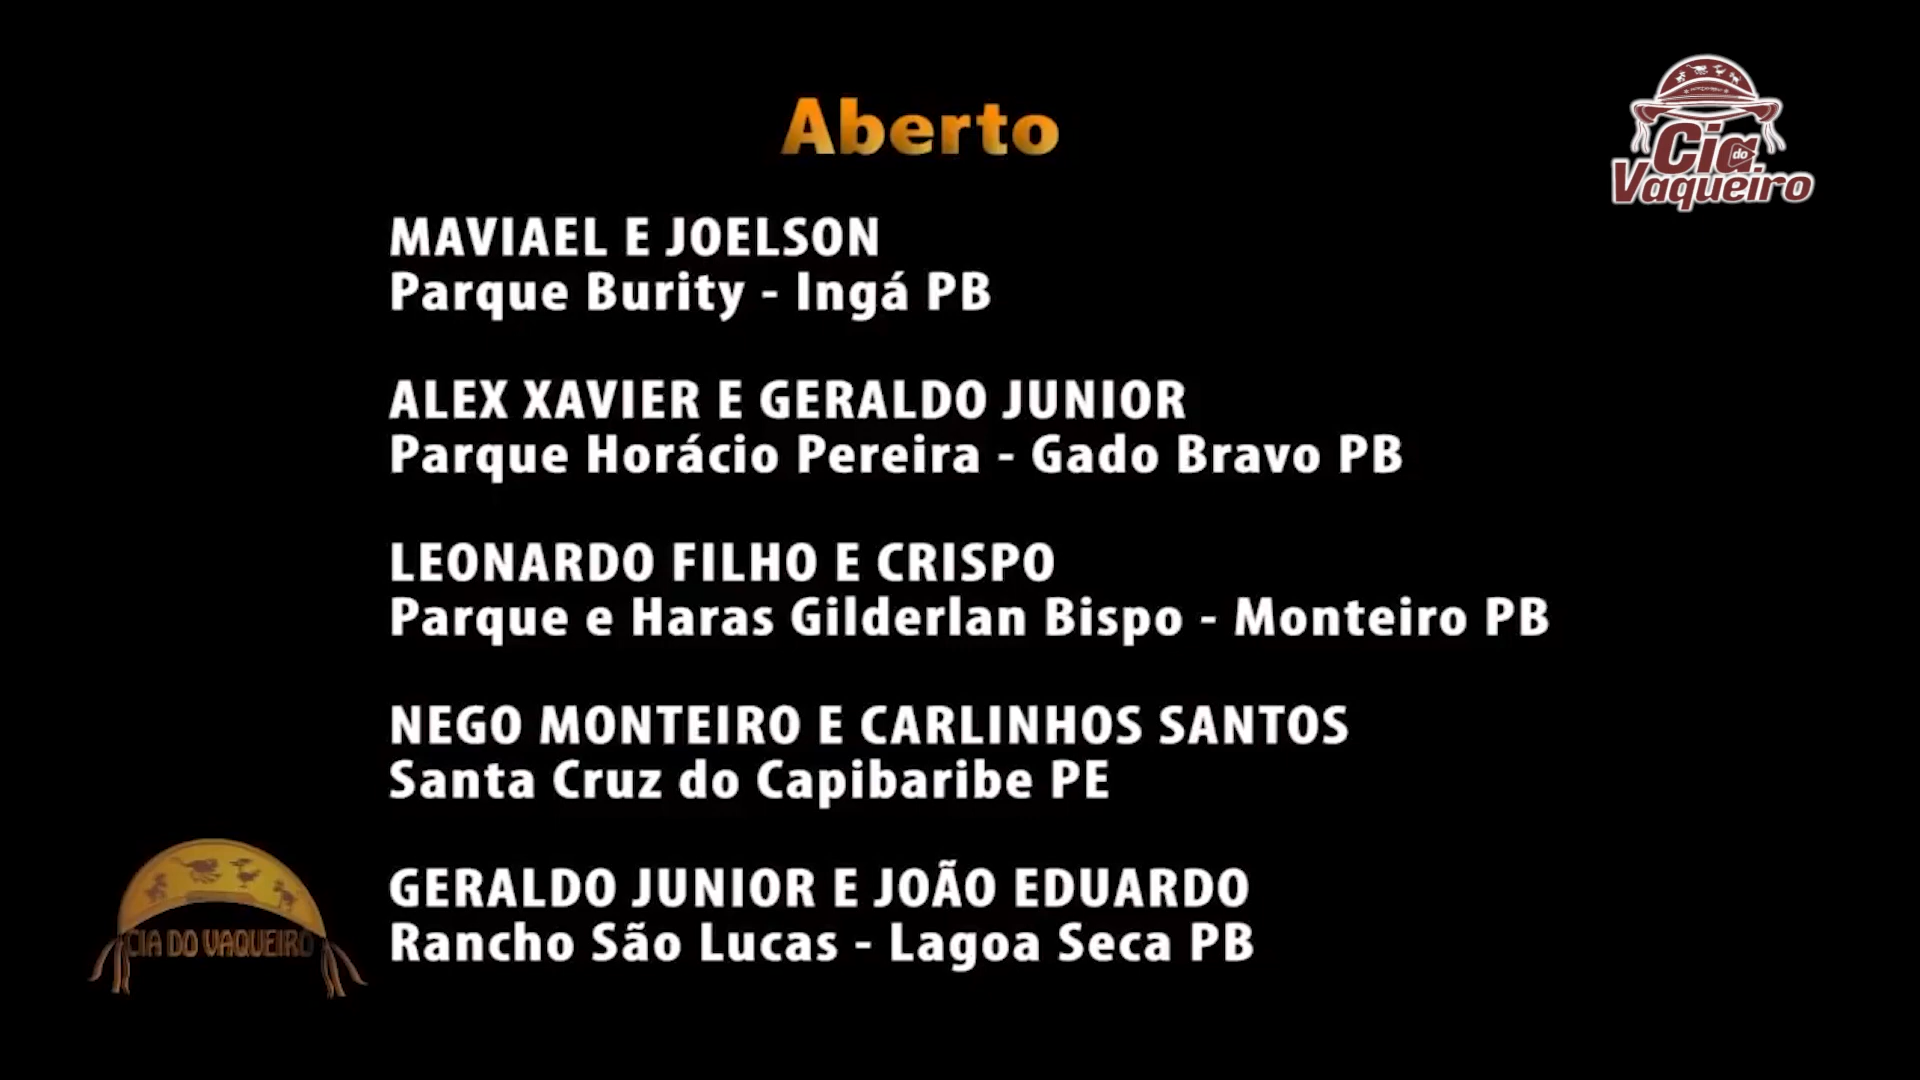 Aberto
Cia do
Vaqueiro
MAVIAEL E JOELSON
Parque Burity - Ingá PB
ALEX XAVIER E GERALDO JUNIOR
Parque Horácio Pereira - Gado Bravo PB
LEONARDO FILHO E CRISPO
Parque e Haras Gilderlan Bispo - Monteiro PB
NEGO MONTEIRO E CARLINHOS SANTOS
Santa Cruz do Capibaribe PE
GERALDO JUNIOR E JOÃO EDUARDO
Rancho São Lucas - Lagoa Seca PB
CIA DO VAQUEIRO